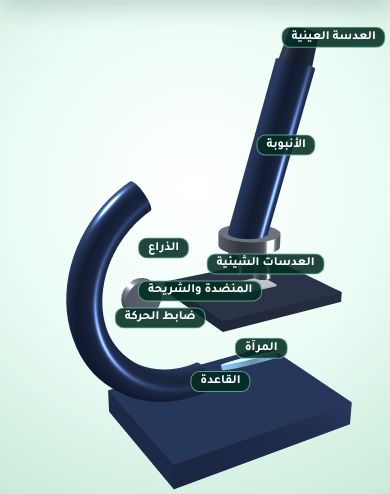 العدسة العينية
الأنبوبة
الذراع
العدسات الشيئية
المنضدة والشريحة
ضابط الحركة
المرآة
القاعدة